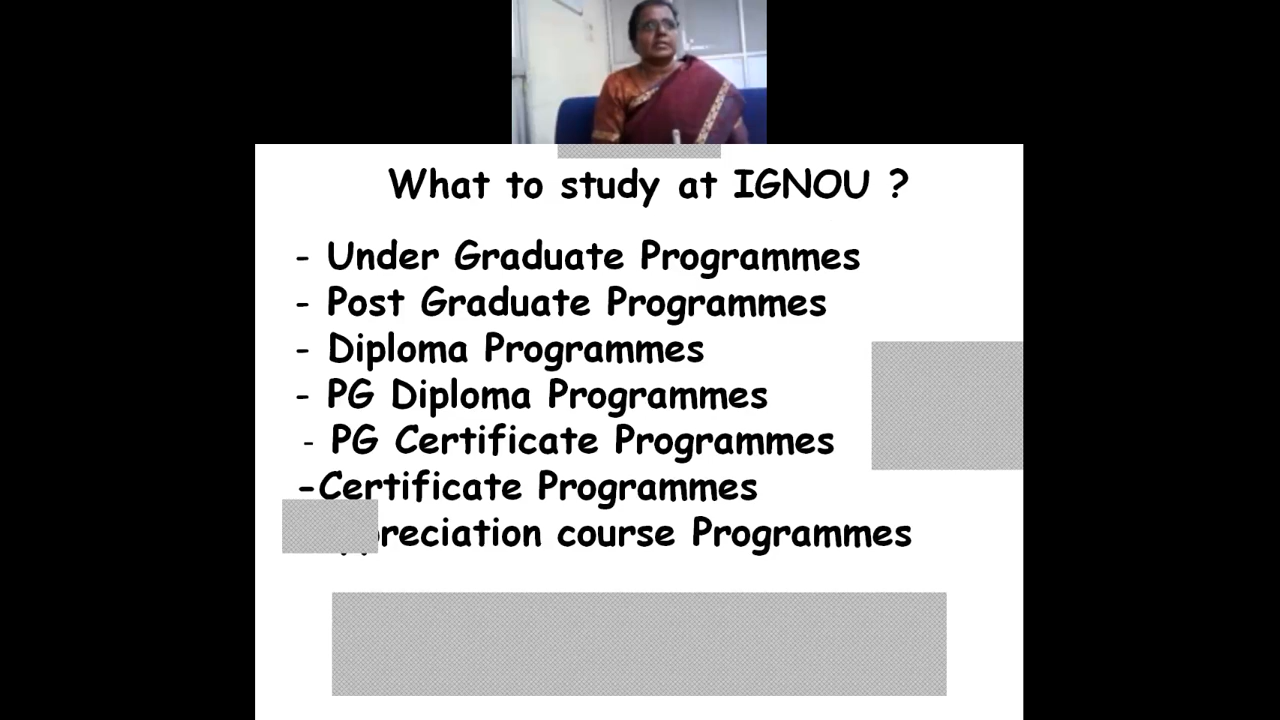 What to study at IGNOU ?
- Under Graduate Programmes
- Post Graduate Programmes
- Diploma Programmes
- PG Diploma Programmes
- PG Certificate Programmes
-Certificate Programmes
course Programmes